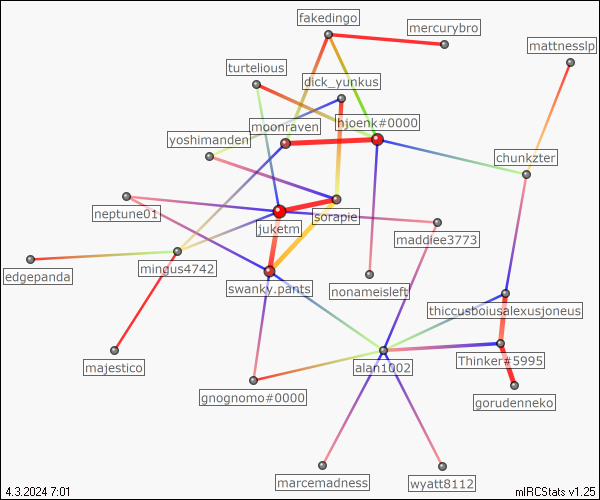 fakedingo
mercurybro
mattnesslp
turtelious
dick_yunkus
moonraven
hjoenk#0000
yoshimanden
chunkzter
neptune01
sorapie
juketm
maddiee3773
edgepanda
mingus4742
swanky.pants
nonameisleft
thiccusboiusalexusjoneus
majestico
alan1002
Thinker#5995
gnognomo#0000
gorudenneko
marcemadness
wyatt8112
4.3.2024 7:01
mIRCStats v1.25